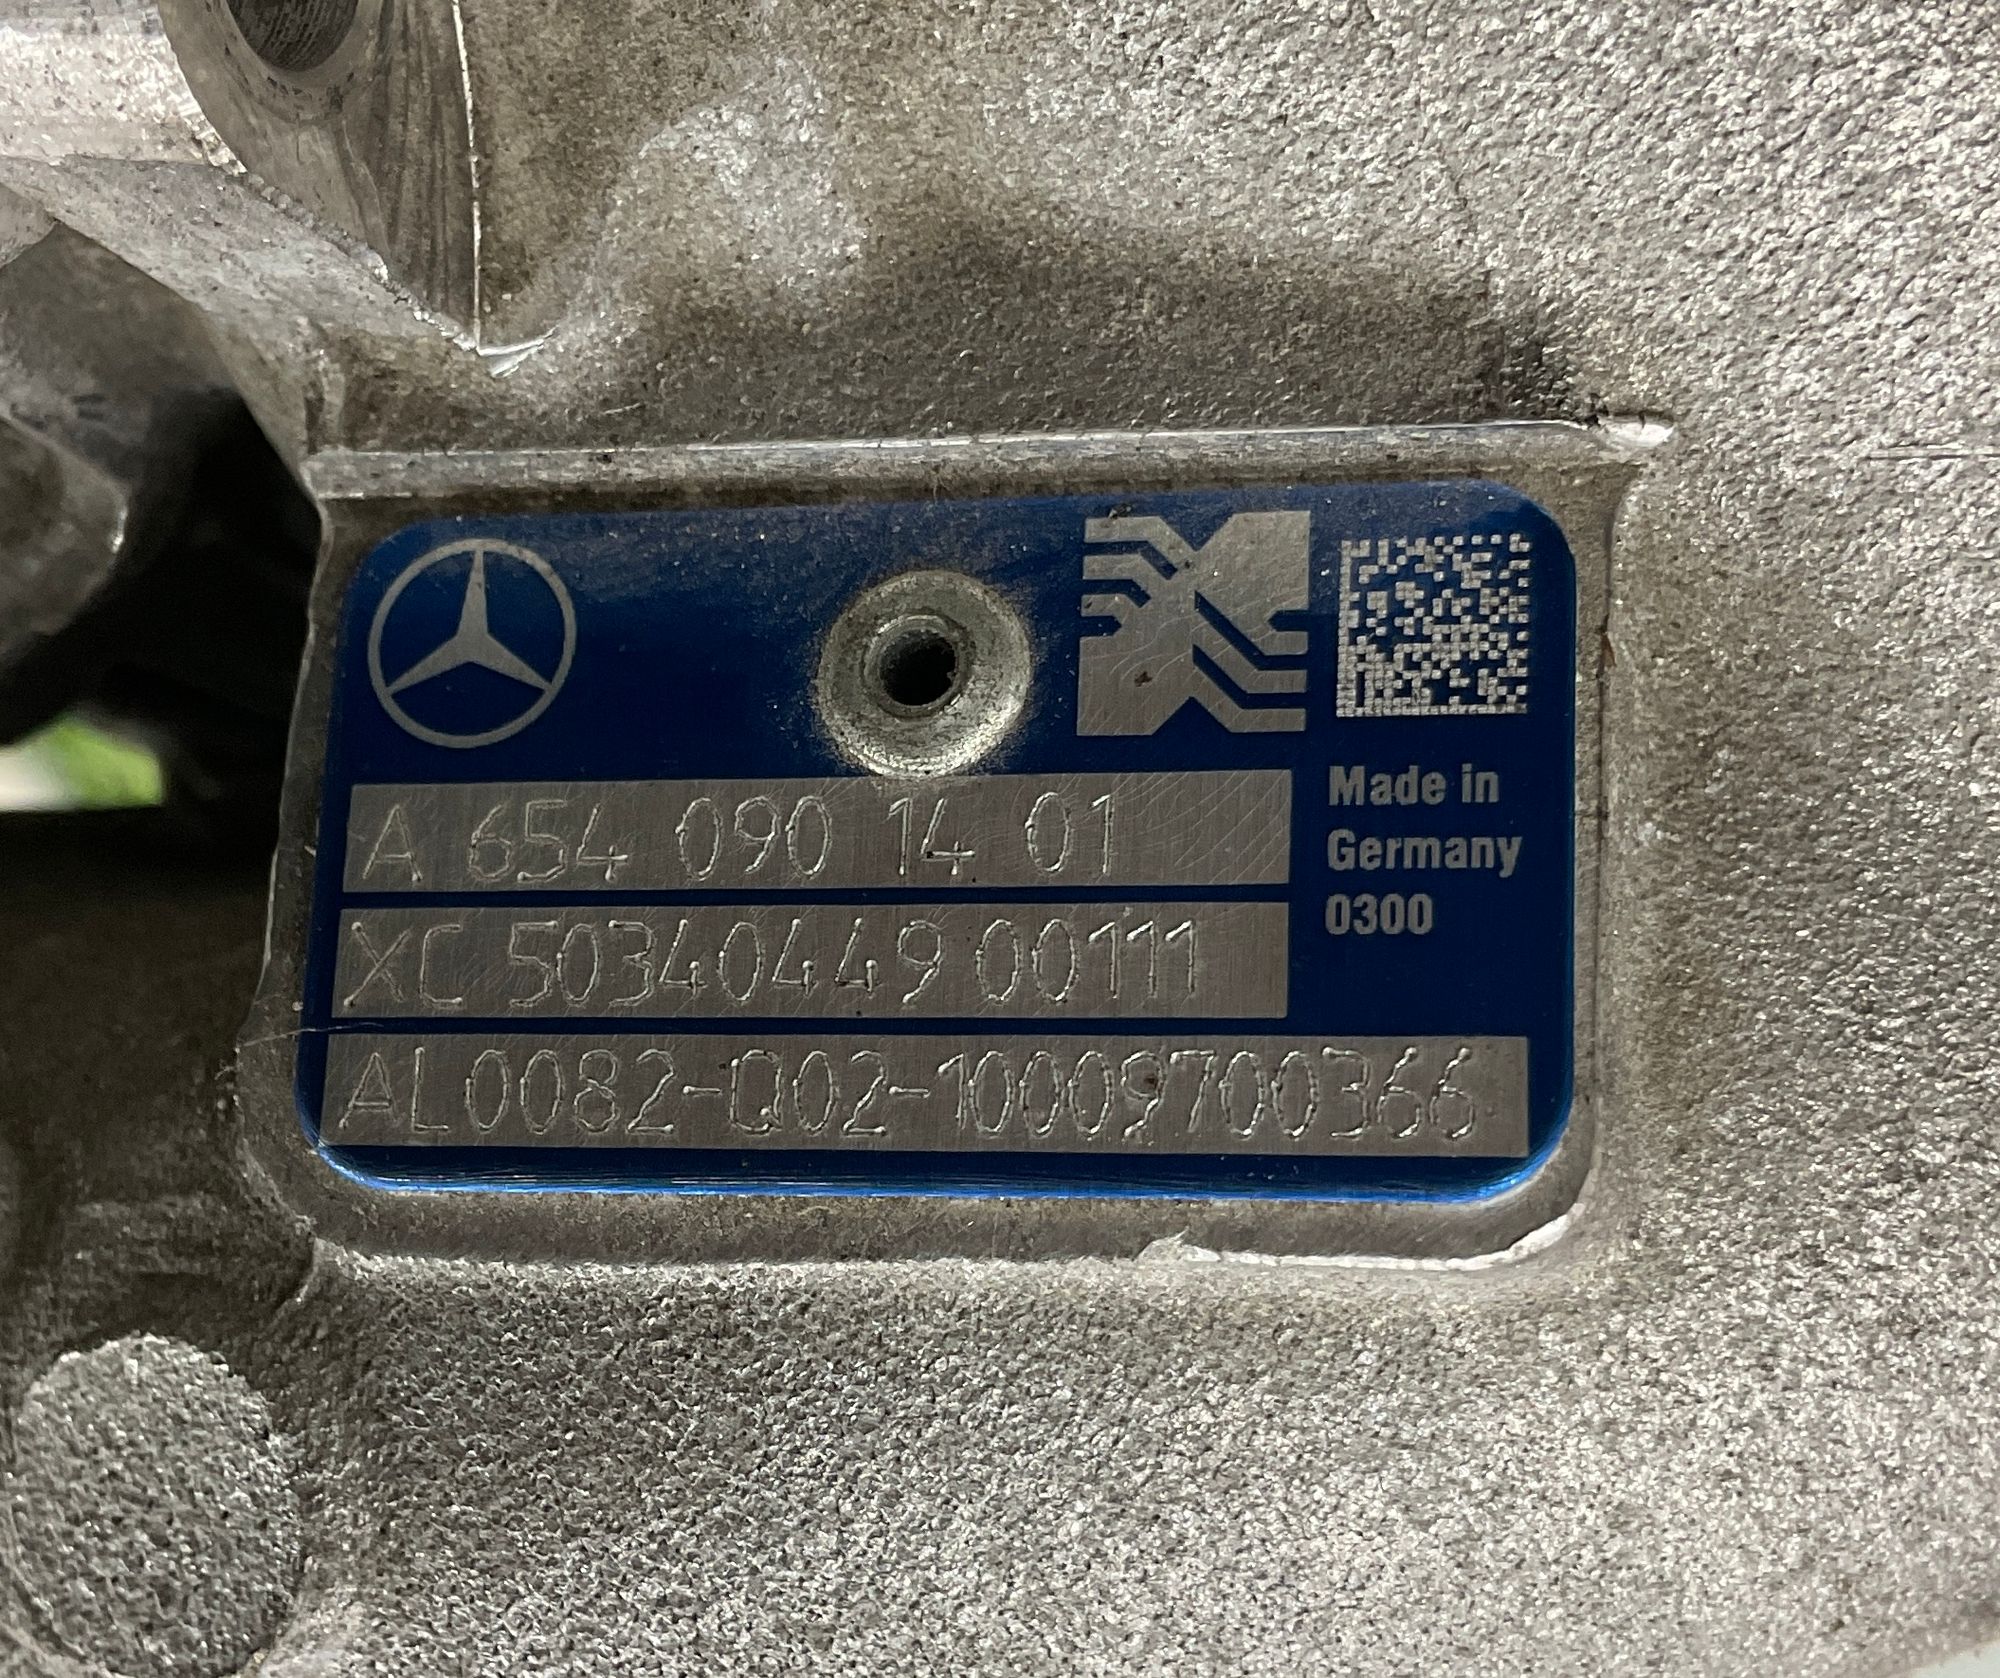 A 654 090 14 01
XC 50340449 00111
AL0082-Q02-10009700366
Made in
Germany
0300